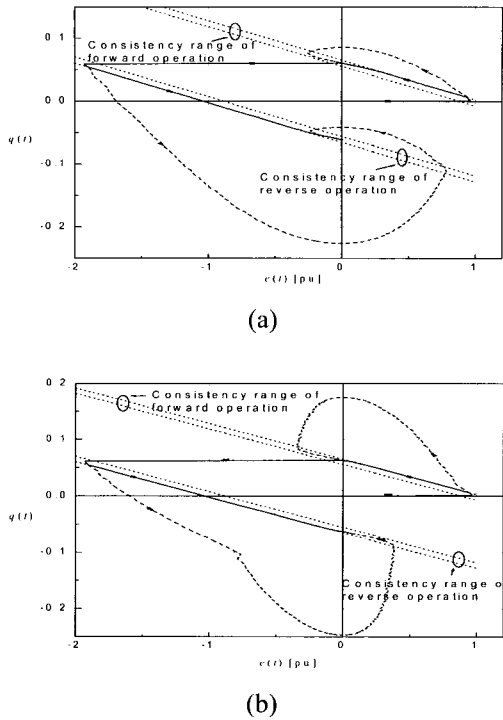 0 1
Consistency range of
forward operation
0 0
q(t)
-0 1
Consistency range of
reverse operation
-0 2
-2
-1
0
1
e(t) [pu]
(a)
0 2
Consistency range of
forward operation
0 1
q(t)
0 0
-0 1
Consistency range o
reverse operation
-0 2
-2
-1
0
1
e(t) [pu]
(b)